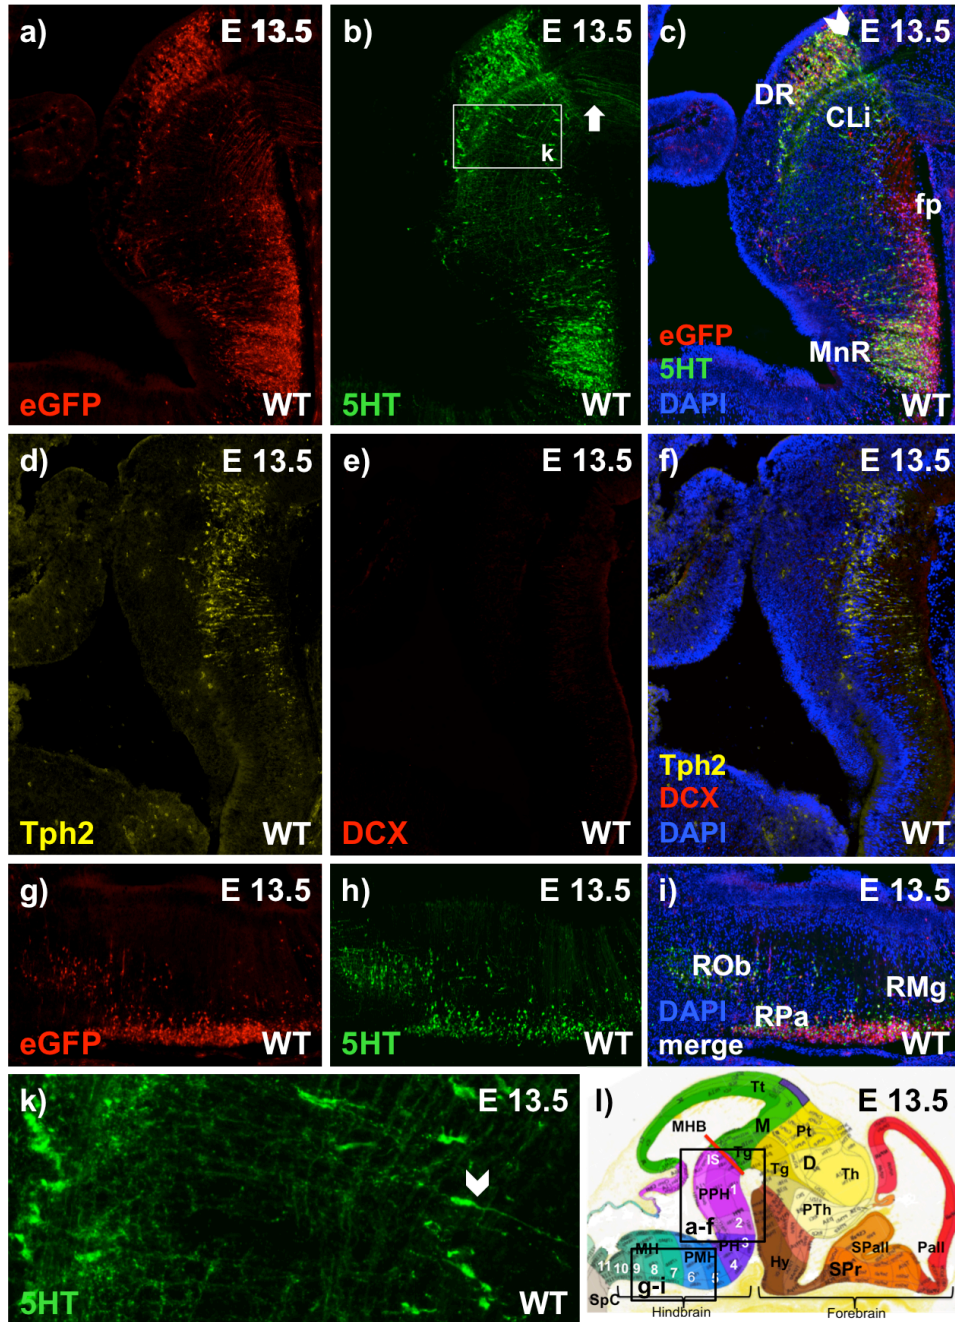 a) E 13.5
eGFP WT
b) E 13.5
k
5HT WT
c) E 13.5
DR
CLi
fp
eGFP
5HT
MnR
DAPI WT
d) E 13.5
Tph2 WT
e) E 13.5
DCX WT
f) E 13.5
Tph2
DCX
DAPI WT
g) E 13.5
eGFP WT
h) E 13.5
5HT WT
i) E 13.5
ROb
RMg
DAPI RPa
merge WT
k) E 13.5
5HT WT
l) E 13.5
Tt
MHB M Pt
IS Tg Tg D
Th
PPH 1
PTh
a-f 2
MH PMH PH 3
SPall Pall
11 10 9 8 7 6 5 4
Hy SPr
g-i
SpC
Hindbrain Forebrain